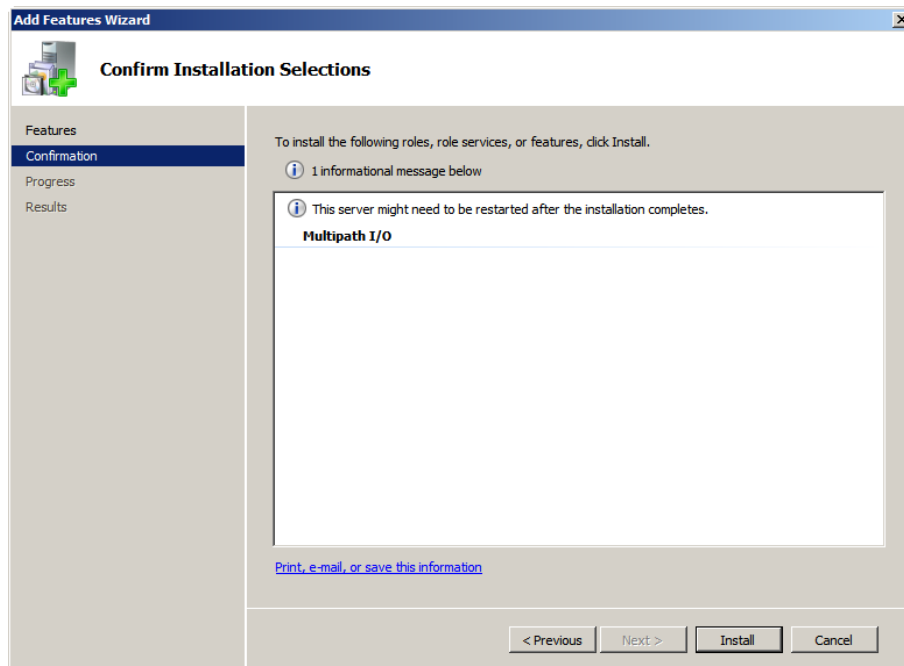 Add Features Wizard
Confirm Installation Selections
Features
Confirmation
Progress
Results
To install the following roles, role services, or features, click Install.
1 informational message below
This server might need to be restarted after the installation completes.
Multipath I/O
Print, e-mail, or save this information
< Previous
Next >
Install
Cancel